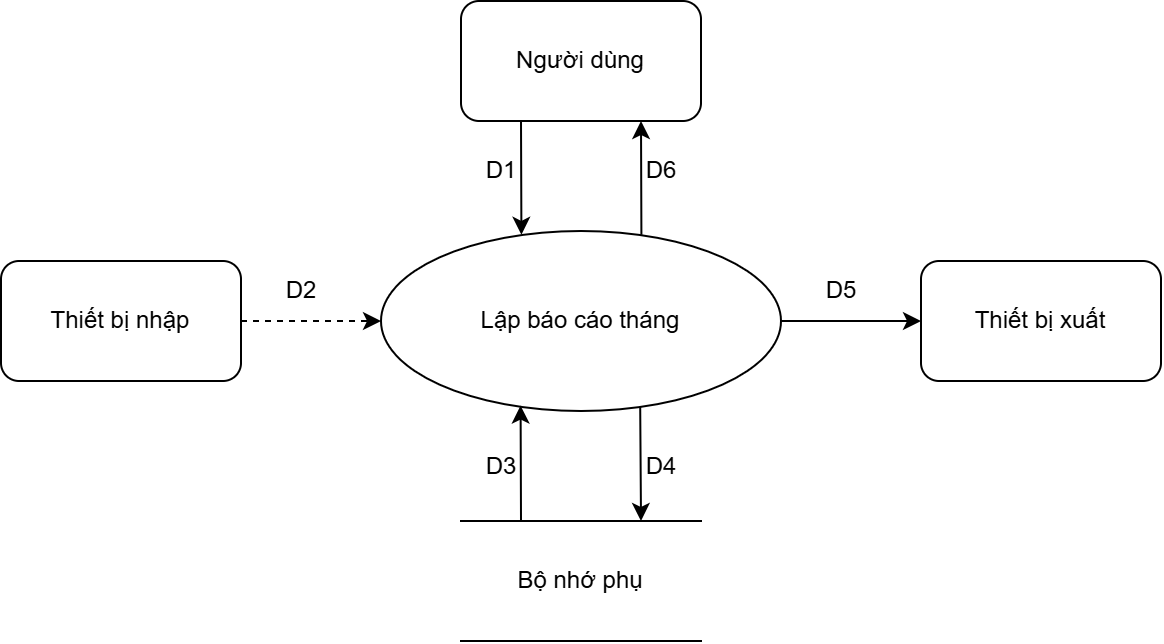 Người dùng
D1
D6
Thiết bị nhập
D2
Lập báo cáo tháng
D5
Thiết bị xuất
D3
D4
Bộ nhớ phụ